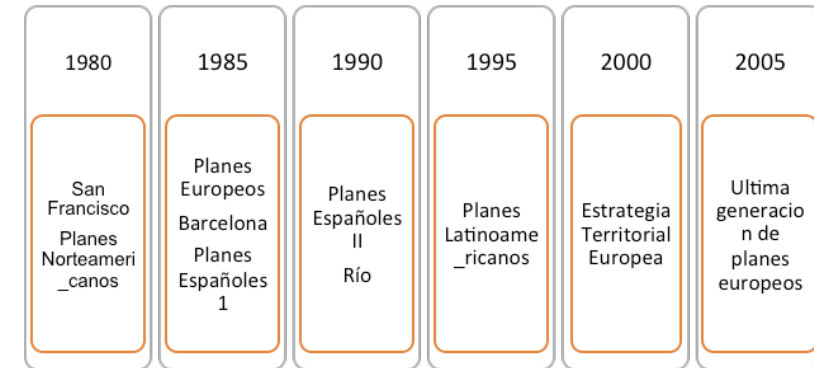 1980
San
Francisco
Planes
Norteameri
_canos
1985
Planes
Europeos
Barcelona
Planes
Españoles
1
1990
Planes
Españoles
II
Río
1995
Planes
Latinoame
_ricanos
2000
Estrategia
Territorial
Europea
2005
Ultima
generacio
n de
planes
europeos